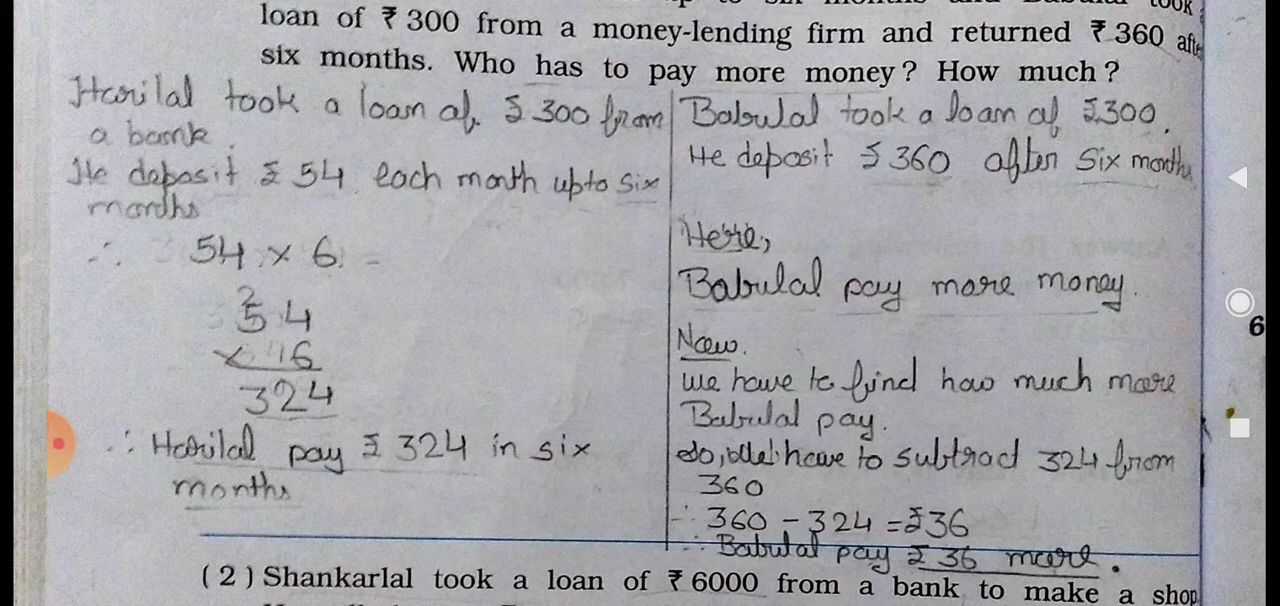 loan of ₹ 300 from a money-lending firm and returned ₹ 360
six months. Who has to pay more money? How much?
Harilal took a loan of ₹ 300 from
a bank.
He deposit ₹ 54 each month upto six
months
∴ 54 × 6 =
2
54
× 6
324
∴ Harilal pay ₹ 324 in six
months
Babulal took a loan of ₹300.
He deposit ₹ 360 after six months
Here,
Babulal pay more money.
Now.
we have to find how much more
Babulal pay.
so, we have to subtract 324 from
360
∴ 360 - 324 = ₹36
∴ Babulal pay ₹ 36 more.
(2) Shankarlal took a loan of ₹ 6000 from a bank to make a shop
6